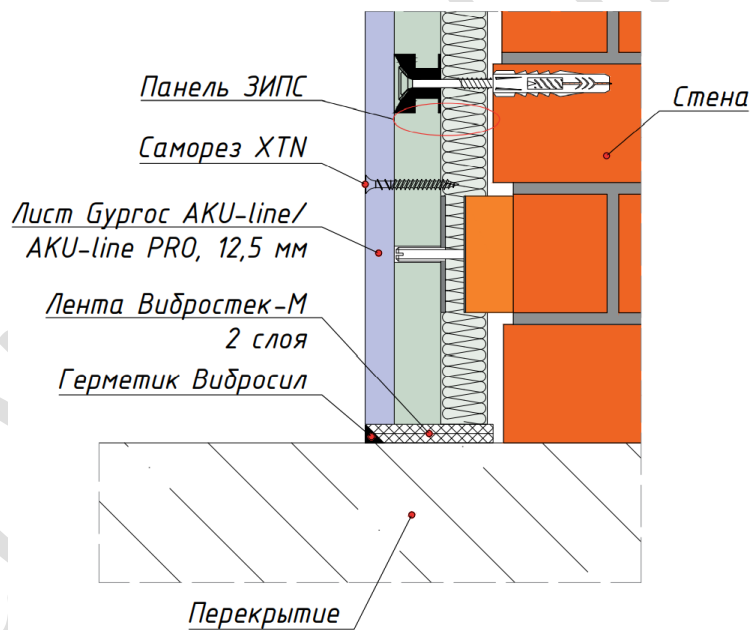 Панель ЗИПС
Стена
Саморез XTN
Лист Gyproc AKU-line/
AKU-line PRO, 12,5 мм
Лента Вибростек-М
2 слоя
Герметик Вибросил
Перекрытие